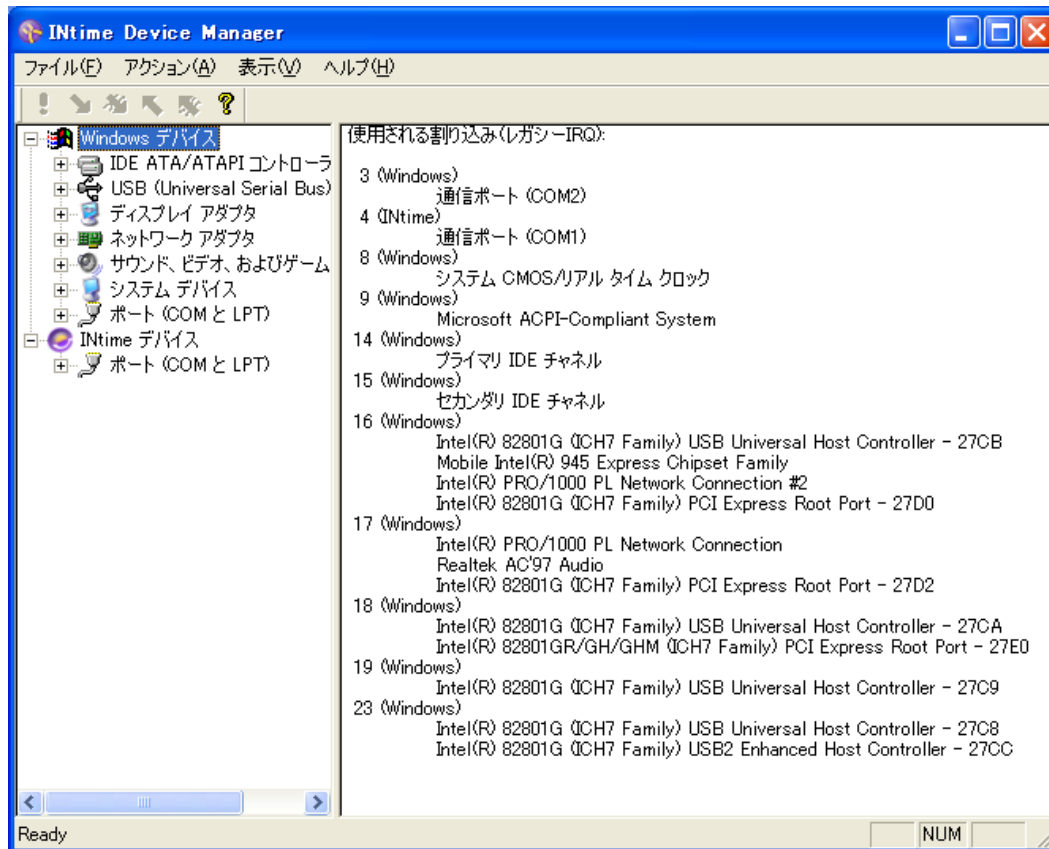 INtime Device Manager
ファイル(F) アクション(A) 表示(V) ヘルプ(H)
Windows デバイス
IDE ATA/ATAPI コントローラ
USB (Universal Serial Bus)
ディスプレイ アダプタ
ネットワーク アダプタ
サウンド、ビデオ、およびゲーム
システム デバイス
ポート (COM と LPT)
INtime デバイス
ポート (COM と LPT)
使用される割り込み(レガシーIRQ):
3 (Windows)
通信ポート (COM2)
4 (INtime)
通信ポート (COM1)
8 (Windows)
システム CMOS/リアル タイム クロック
9 (Windows)
Microsoft ACPI-Compliant System
14 (Windows)
プライマリ IDE チャネル
15 (Windows)
セカンダリ IDE チャネル
16 (Windows)
Intel(R) 82801G (ICH7 Family) USB Universal Host Controller - 27CB
Mobile Intel(R) 945 Express Chipset Family
Intel(R) PRO/1000 PL Network Connection #2
Intel(R) 82801G (ICH7 Family) PCI Express Root Port - 27D0
17 (Windows)
Intel(R) PRO/1000 PL Network Connection
Realtek AC'97 Audio
Intel(R) 82801G (ICH7 Family) PCI Express Root Port - 27D2
18 (Windows)
Intel(R) 82801G (ICH7 Family) USB Universal Host Controller - 27CA
Intel(R) 82801GR/GH/GHM (ICH7 Family) PCI Express Root Port - 27E0
19 (Windows)
Intel(R) 82801G (ICH7 Family) USB Universal Host Controller - 27C9
23 (Windows)
Intel(R) 82801G (ICH7 Family) USB Universal Host Controller - 27C8
Intel(R) 82801G (ICH7 Family) USB2 Enhanced Host Controller - 27CC
Ready
NUM